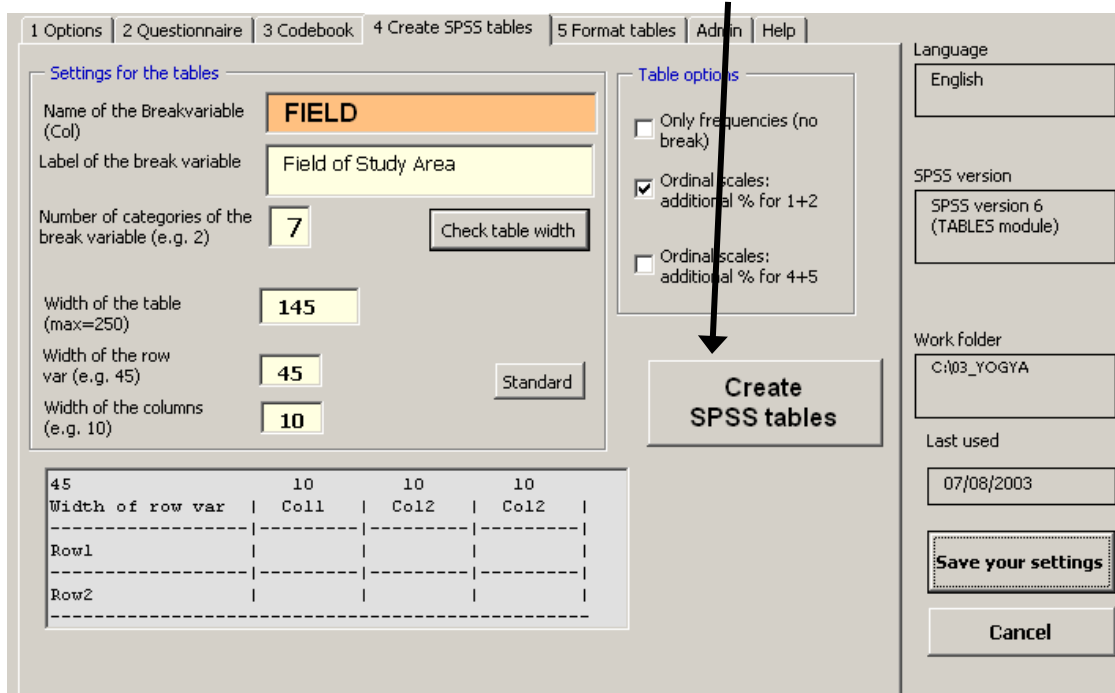 1 Options
2 Questionnaire
3 Codebook
4 Create SPSS tables
5 Format tables
Admin
Help
Settings for the tables
Name of the Breakvariable
(Col)
FIELD
Label of the break variable
Field of Study Area
Number of categories of the
break variable (e.g. 2)
7
Check table width
Width of the table
(max=250)
145
Width of the row
var (e.g. 45)
45
Standard
Width of the columns
(e.g. 10)
10
Table options
Only frequencies (no
break)
Ordinal scales:
additional % for 1+2
Ordinal scales:
additional % for 4+5
Create
SPSS tables
45 10 10 10
Width of row var | Col1 | Col2 | Col2 |
------------------|---------|---------|---------|
Row1 | | | |
------------------|---------|---------|---------|
Row2 | | | |
-------------------------------------------------
Language
English
SPSS version
SPSS version 6
(TABLES module)
Work folder
C:\03_YOGYA
Last used
07/08/2003
Save your settings
Cancel